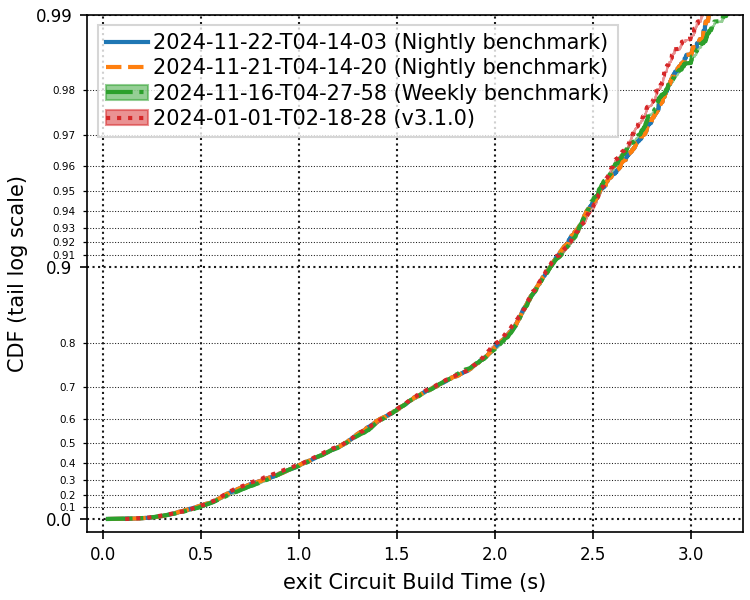 0.99
2024-11-22-T04-14-03 (Nightly benchmark)
2024-11-21-T04-14-20 (Nightly benchmark)
2024-11-16-T04-27-58 (Weekly benchmark)
2024-01-01-T02-18-28 (v3.1.0)
0.98
0.97
0.96
0.95
0.94
0.93
0.92
0.91
0.9
0.8
0.7
0.6
0.5
0.4
0.3
0.2
0.1
0.0
CDF (tail log scale)
0.0 0.5 1.0 1.5 2.0 2.5 3.0
exit Circuit Build Time (s)